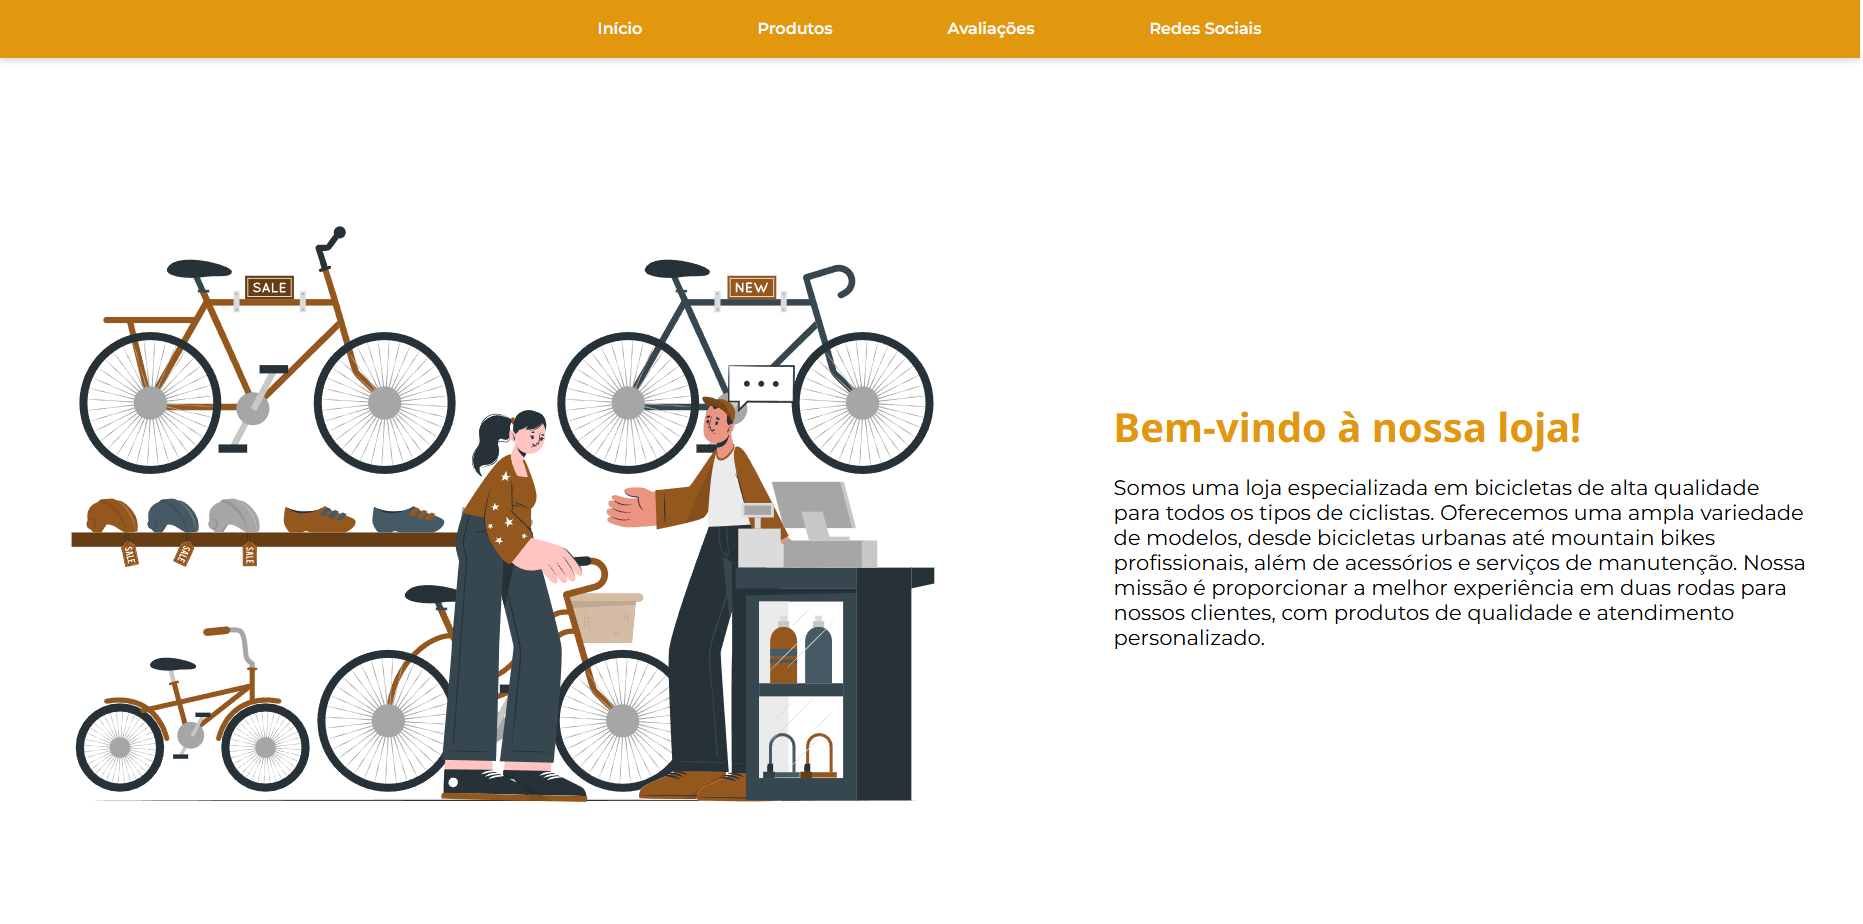 Início Produtos Avaliações Redes Sociais
SALE
NEW
SALE SALE SALE
Bem-vindo à nossa loja!
Somos uma loja especializada em bicicletas de alta qualidade
para todos os tipos de ciclistas. Oferecemos uma ampla variedade
de modelos, desde bicicletas urbanas até mountain bikes
profissionais, além de acessórios e serviços de manutenção. Nossa
missão é proporcionar a melhor experiência em duas rodas para
nossos clientes, com produtos de qualidade e atendimento
personalizado.